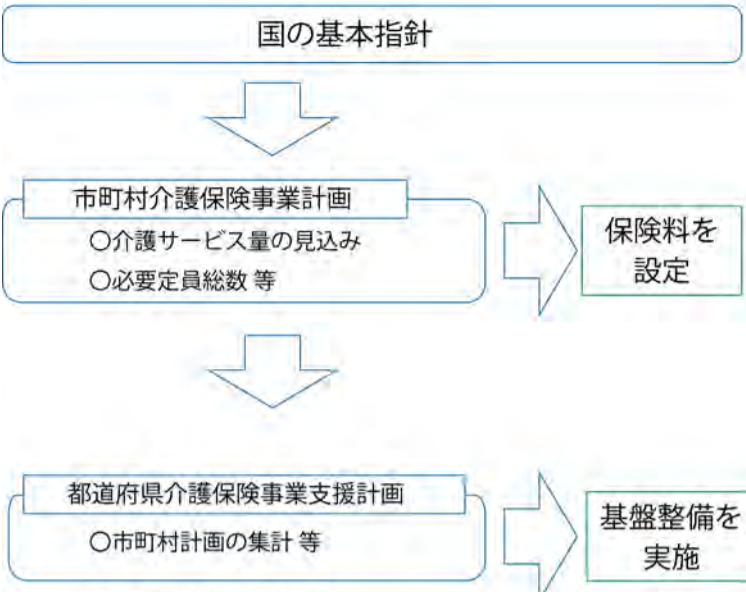 国の基本指針
市町村介護保険事業計画
〇介護サービス量の見込み
〇必要定員総数 等
保険料を
設定
都道府県介護保険事業支援計画
〇市町村計画の集計 等
基盤整備を
実施